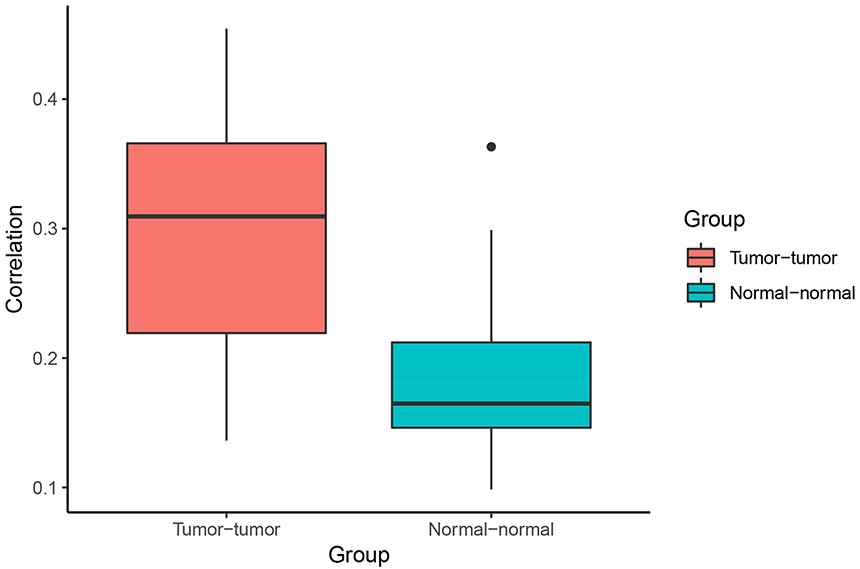 Correlation
0.4
0.3
0.2
0.1
Tumor−tumor
Normal−normal
Group
Group
Tumor−tumor
Normal−normal